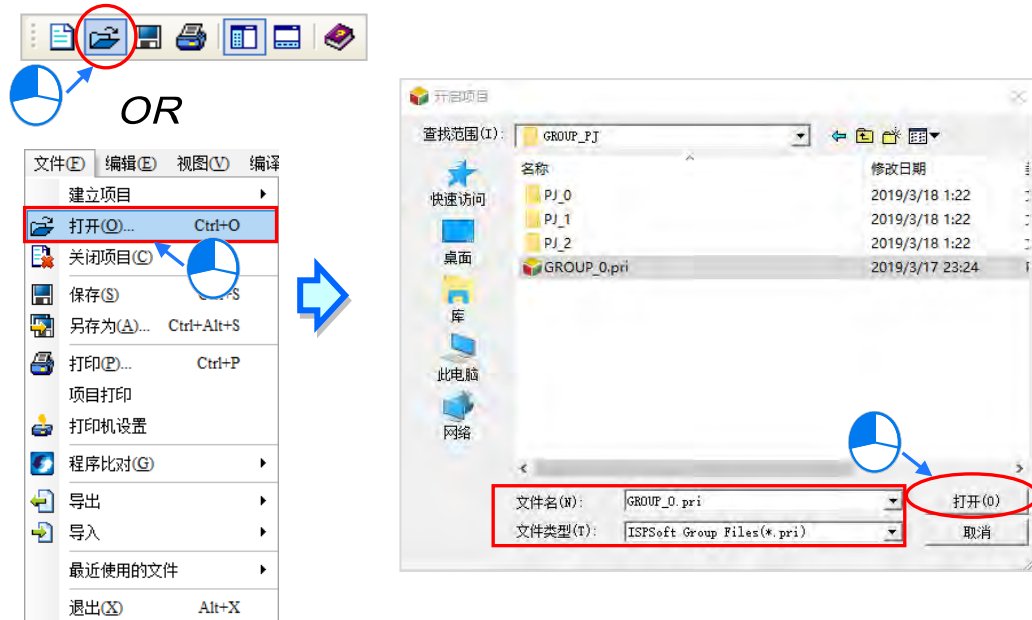 OR
文件(F) 编辑(E) 视图(V) 编译
建立项目
打开(O)... Ctrl+O
关闭项目(C)
保存(S)
另存为(A)... Ctrl+Alt+S
打印(P)... Ctrl+P
项目打印
打印机设置
程序比对(G)
导出
导入
最近使用的文件
退出(X) Alt+X
开启项目
查找范围(I): GROUP_PJ
名称 修改日期
PJ_0 2019/3/18 1:22
PJ_1 2019/3/18 1:22
PJ_2 2019/3/18 1:22
GROUP_0.pri 2019/3/17 23:24
快速访问
桌面
库
此电脑
网络
文件名(N): GROUP_0.pri 打开(O)
文件类型(T): ISPSoft Group Files(*.pri) 取消